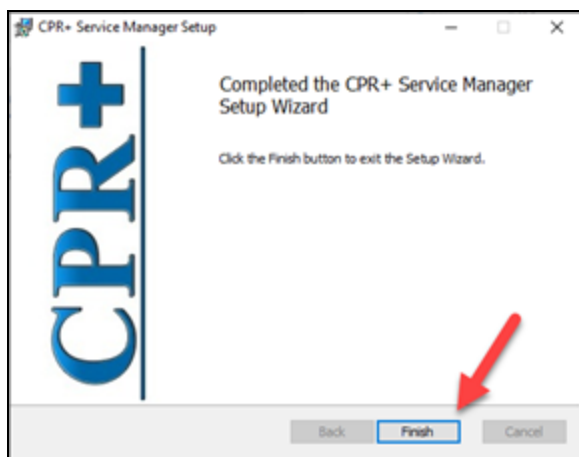 CPR+ Service Manager Setup
CPR+
Completed the CPR+ Service Manager
Setup Wizard
Click the Finish button to exit the Setup Wizard.
Back
Finish
Cancel